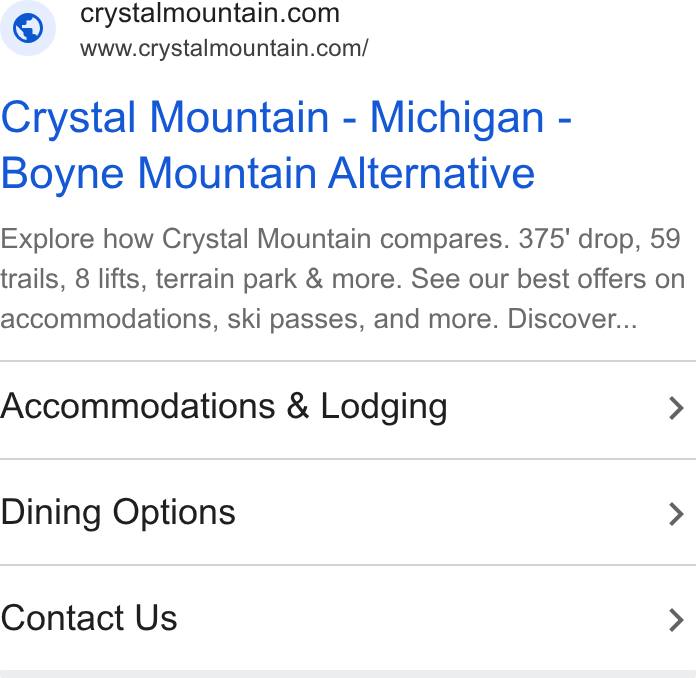 crystalmountain.com
www.crystalmountain.com/
Crystal Mountain - Michigan -
Boyne Mountain Alternative
Explore how Crystal Mountain compares. 375' drop, 59
trails, 8 lifts, terrain park & more. See our best offers on
accommodations, ski passes, and more. Discover...
Accommodations & Lodging
Dining Options
Contact Us